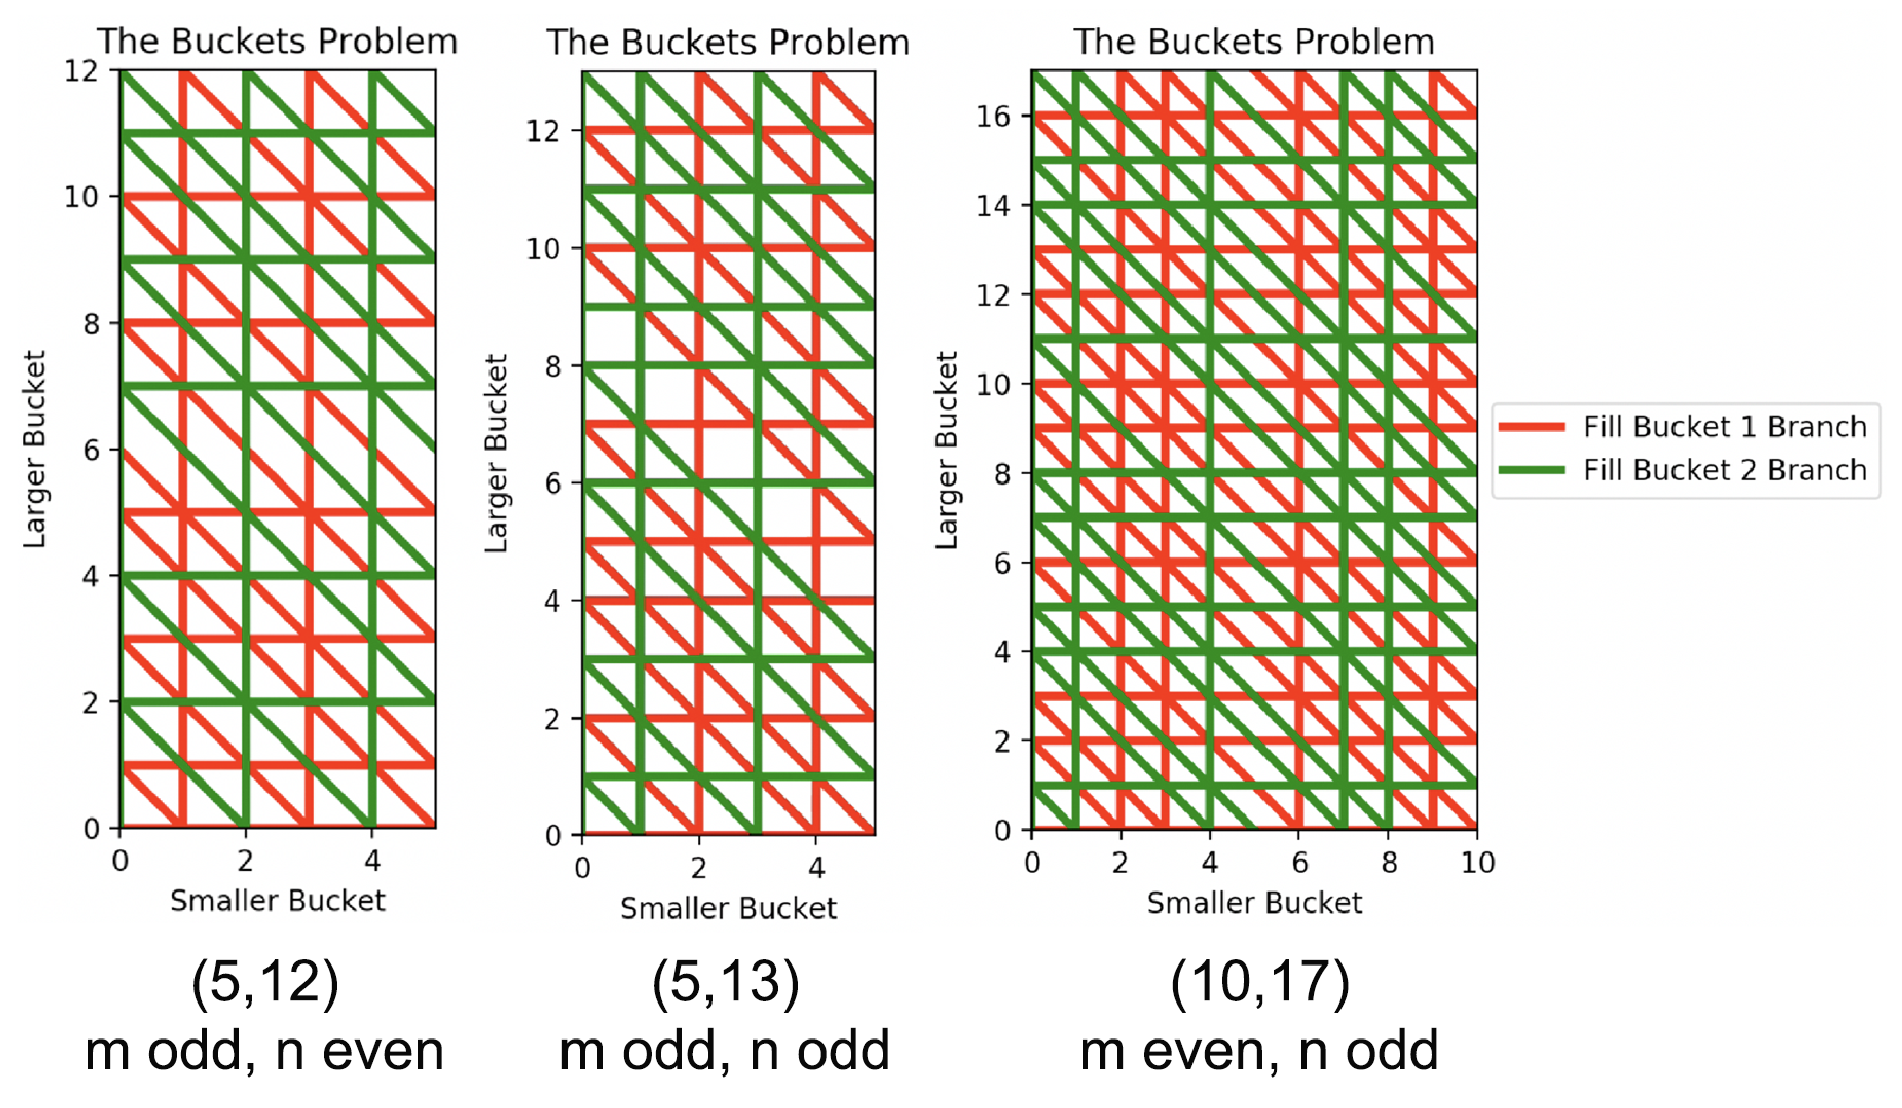 The Buckets Problem
12
10
8
6
4
2
0
0 2 4
Larger Bucket
Smaller Bucket
(5,12)
m odd, n even
The Buckets Problem
12
10
8
6
4
2
0
0 2 4
Larger Bucket
Smaller Bucket
(5,13)
m odd, n odd
The Buckets Problem
16
14
12
10
8
6
4
2
0
0 2 4 6 8 10
Larger Bucket
Smaller Bucket
(10,17)
m even, n odd
Fill Bucket 1 Branch
Fill Bucket 2 Branch